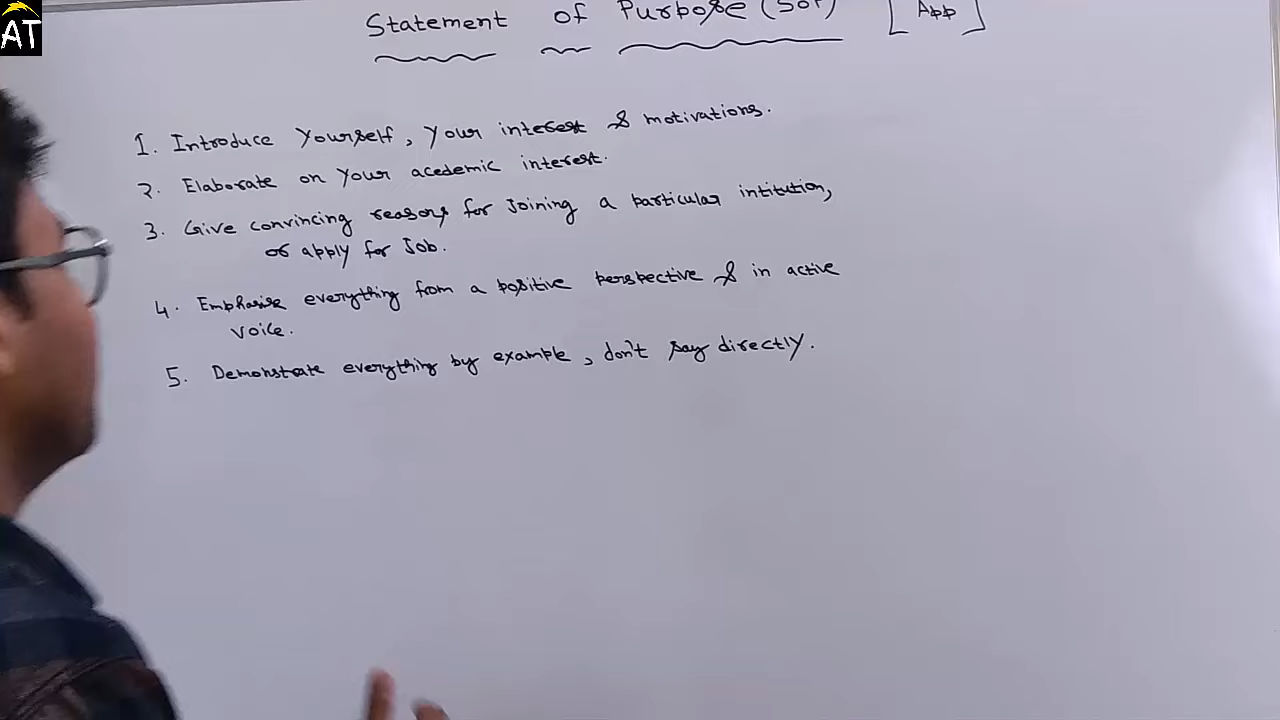 AT
Statement of Purpose (SOP) [App]
1. Introduce Yourself, Your interest & motivations.
2. Elaborate on Your acedemic interest.
3. Give convincing reasons for Joining a particular intitution,
or apply for Job.
4. Emphasise everything from a positive perspective & in active
voice.
5. Demonstrate everything by example, don't say directly.